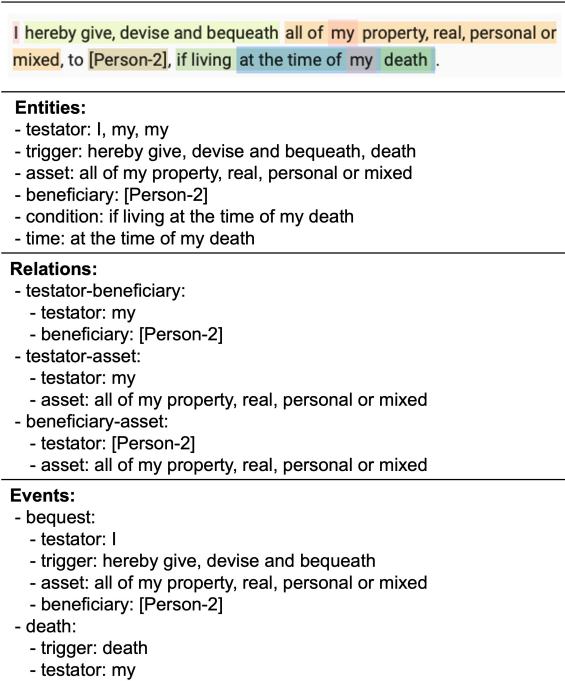 I hereby give, devise and bequeath all of my property, real, personal or
mixed, to [Person-2], if living at the time of my death .
Entities:
- testator: I, my, my
- trigger: hereby give, devise and bequeath, death
- asset: all of my property, real, personal or mixed
- beneficiary: [Person-2]
- condition: if living at the time of my death
- time: at the time of my death
Relations:
- testator-beneficiary:
- testator: my
- beneficiary: [Person-2]
- testator-asset:
- testator: my
- asset: all of my property, real, personal or mixed
- beneficiary-asset:
- testator: [Person-2]
- asset: all of my property, real, personal or mixed
Events:
- bequest:
- testator: I
- trigger: hereby give, devise and bequeath
- asset: all of my property, real, personal or mixed
- beneficiary: [Person-2]
- death:
- trigger: death
- testator: my